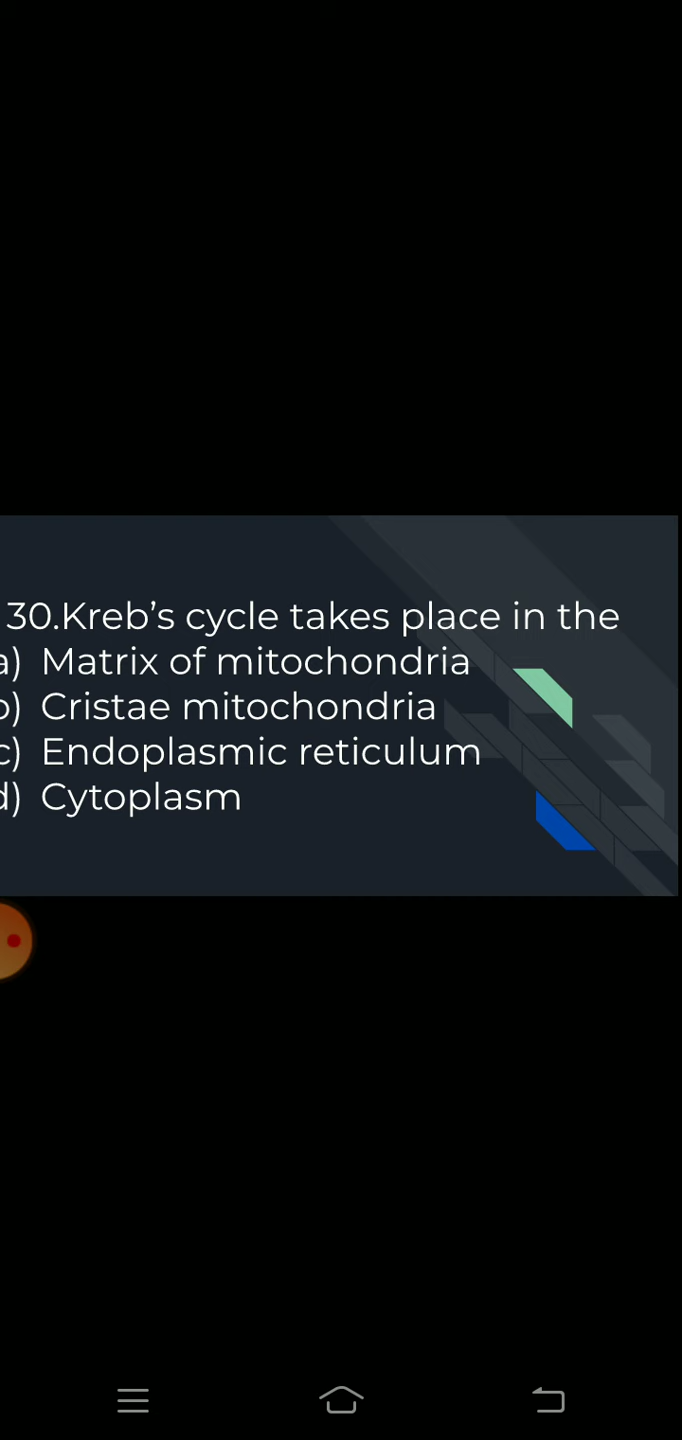 30.Kreb's cycle takes place in the
a) Matrix of mitochondria
b) Cristae mitochondria
c) Endoplasmic reticulum
d) Cytoplasm